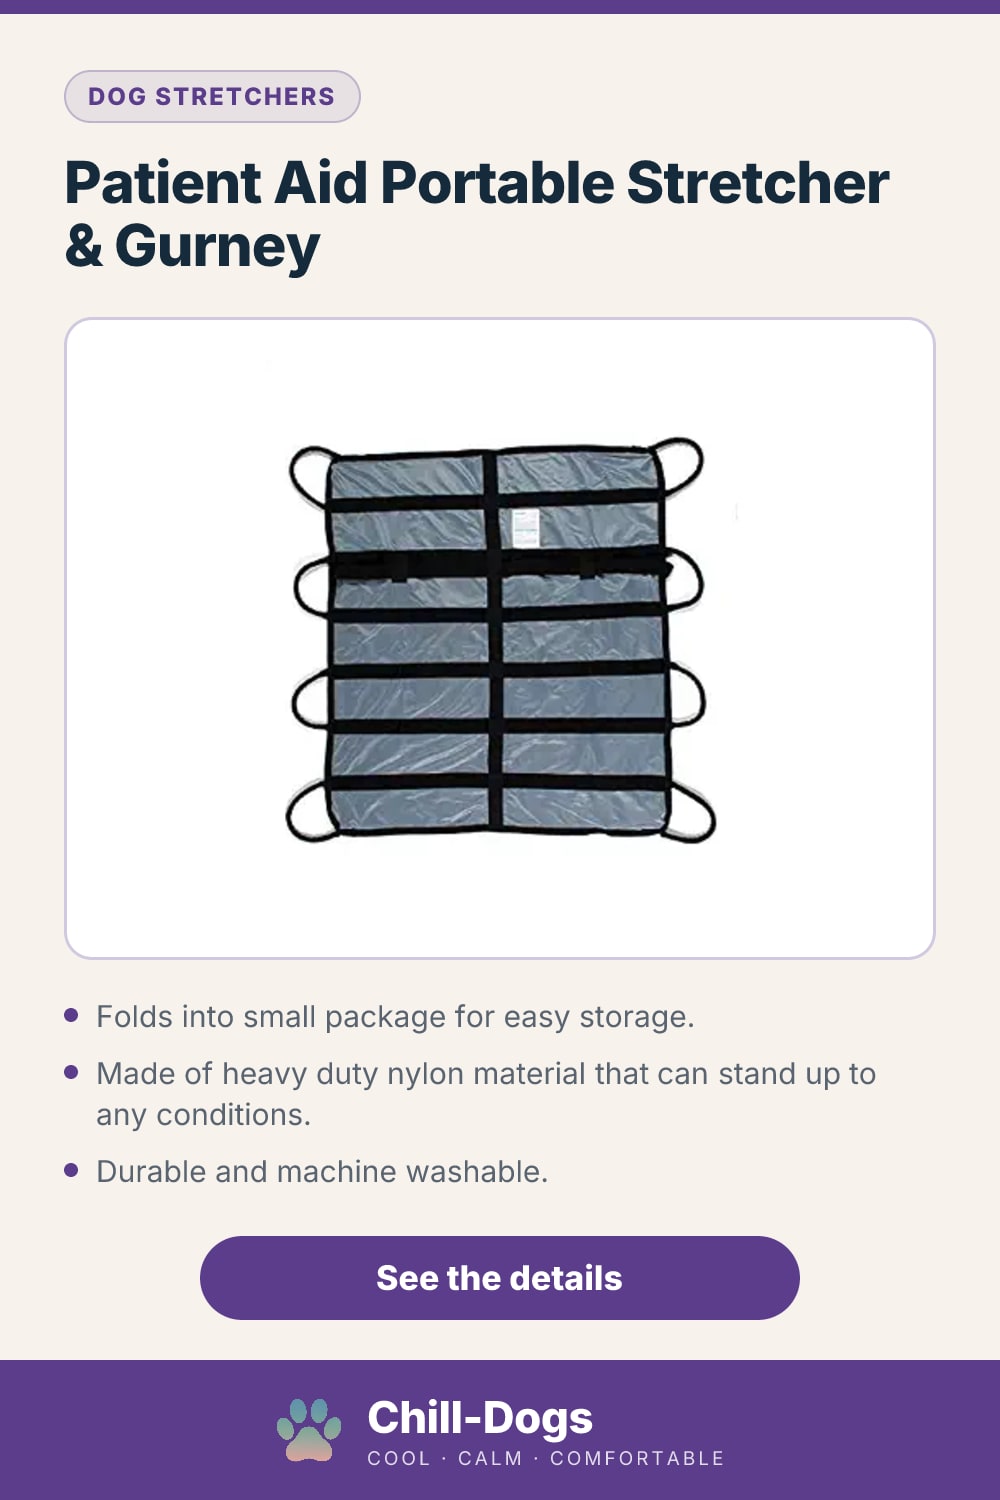 DOG STRETCHERS
Patient Aid Portable Stretcher
& Gurney
Folds into small package for easy storage.
Made of heavy duty nylon material that can stand up to
any conditions.
Durable and machine washable.
See the details
Chill-Dogs
COOL · CALM · COMFORTABLE